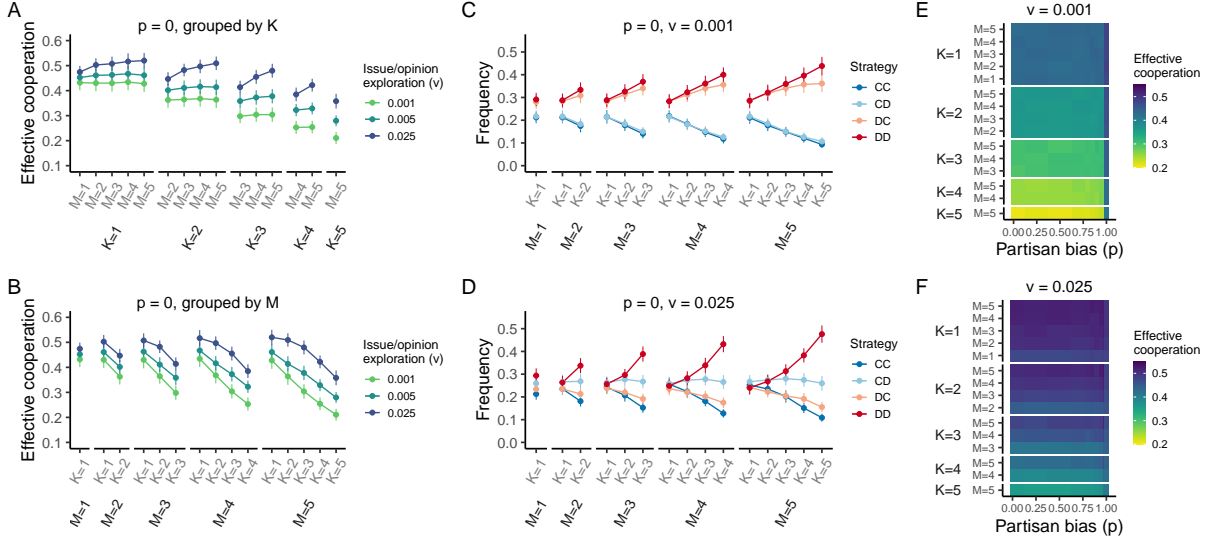 A
p = 0, grouped by K
Effective cooperation
0.6
0.5
0.4
0.3
0.2
0.1
M=1
M=2
M=3
M=4
M=5
M=2
M=3
M=4
M=5
M=3
M=4
M=5
M=4
M=5
M=5
K=1
K=2
K=3
K=4
K=5
Issue/opinion
exploration (v)
0.001
0.005
0.025
B
p = 0, grouped by M
Effective cooperation
0.6
0.5
0.4
0.3
0.2
0.1
K=1
K=1
K=2
K=1
K=2
K=3
K=1
K=2
K=3
K=4
K=1
K=2
K=3
K=4
K=5
M=1
M=2
M=3
M=4
M=5
Issue/opinion
exploration (v)
0.001
0.005
0.025
C
p = 0, v = 0.001
Frequency
0.5
0.4
0.3
0.2
0.1
0.0
K=1
K=1
K=2
K=1
K=2
K=3
K=1
K=2
K=3
K=4
K=1
K=2
K=3
K=4
K=5
M=1
M=2
M=3
M=4
M=5
Strategy
CC
CD
DC
DD
D
p = 0, v = 0.025
Frequency
0.5
0.4
0.3
0.2
0.1
0.0
K=1
K=1
K=2
K=1
K=2
K=3
K=1
K=2
K=3
K=4
K=1
K=2
K=3
K=4
K=5
M=1
M=2
M=3
M=4
M=5
Strategy
CC
CD
DC
DD
E
v = 0.001
K=1
M=5
M=4
M=3
M=2
M=1
K=2
M=5
M=4
M=3
M=2
K=3
M=5
M=4
M=3
K=4
M=5
M=4
K=5
M=5
0.00 0.25 0.50 0.75 1.00
Partisan bias (p)
Effective
cooperation
0.5
0.4
0.3
0.2
F
v = 0.025
K=1
M=5
M=4
M=3
M=2
M=1
K=2
M=5
M=4
M=3
M=2
K=3
M=5
M=4
M=3
K=4
M=5
M=4
K=5
M=5
0.00 0.25 0.50 0.75 1.00
Partisan bias (p)
Effective
cooperation
0.5
0.4
0.3
0.2